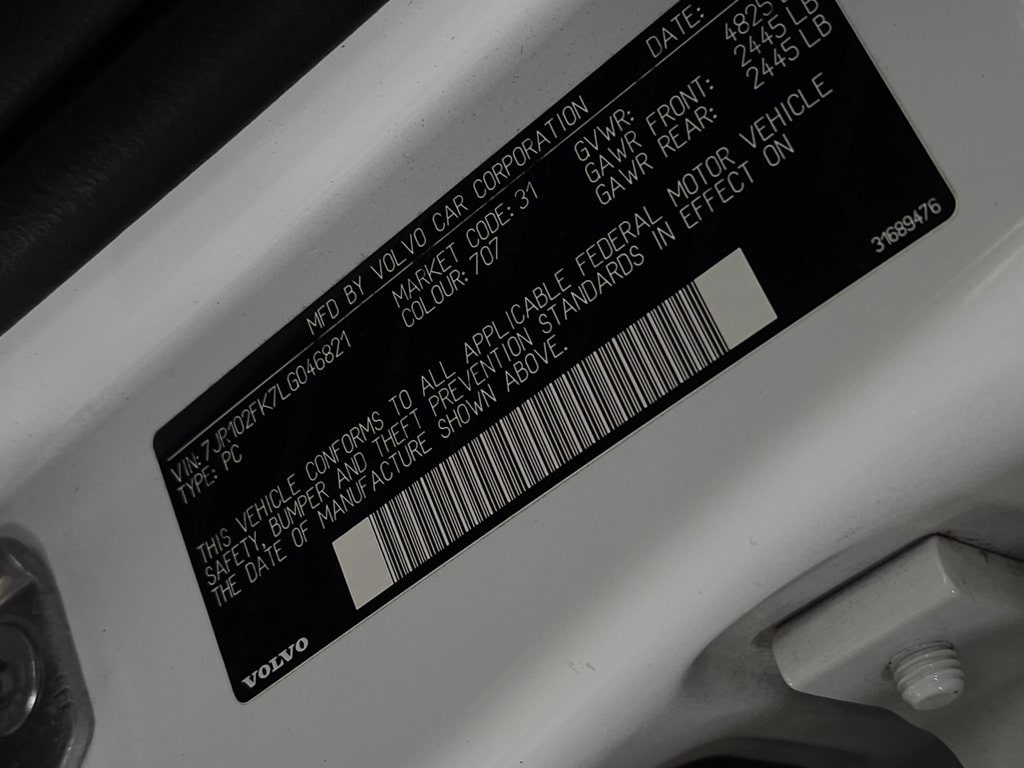 MFD BY VOLVO CAR CORPORATION DATE:
VIN: 7JR102FK7LG046821 MARKET CODE: 31 GVWR: 4825
TYPE: PC COLOUR: 707 GAWR FRONT: 2445 LB
GAWR REAR: 2445 LB
THIS VEHICLE CONFORMS TO ALL APPLICABLE FEDERAL MOTOR VEHICLE
SAFETY, BUMPER AND THEFT PREVENTION STANDARDS IN EFFECT ON
THE DATE OF MANUFACTURE SHOWN ABOVE.
VOLVO 31689476